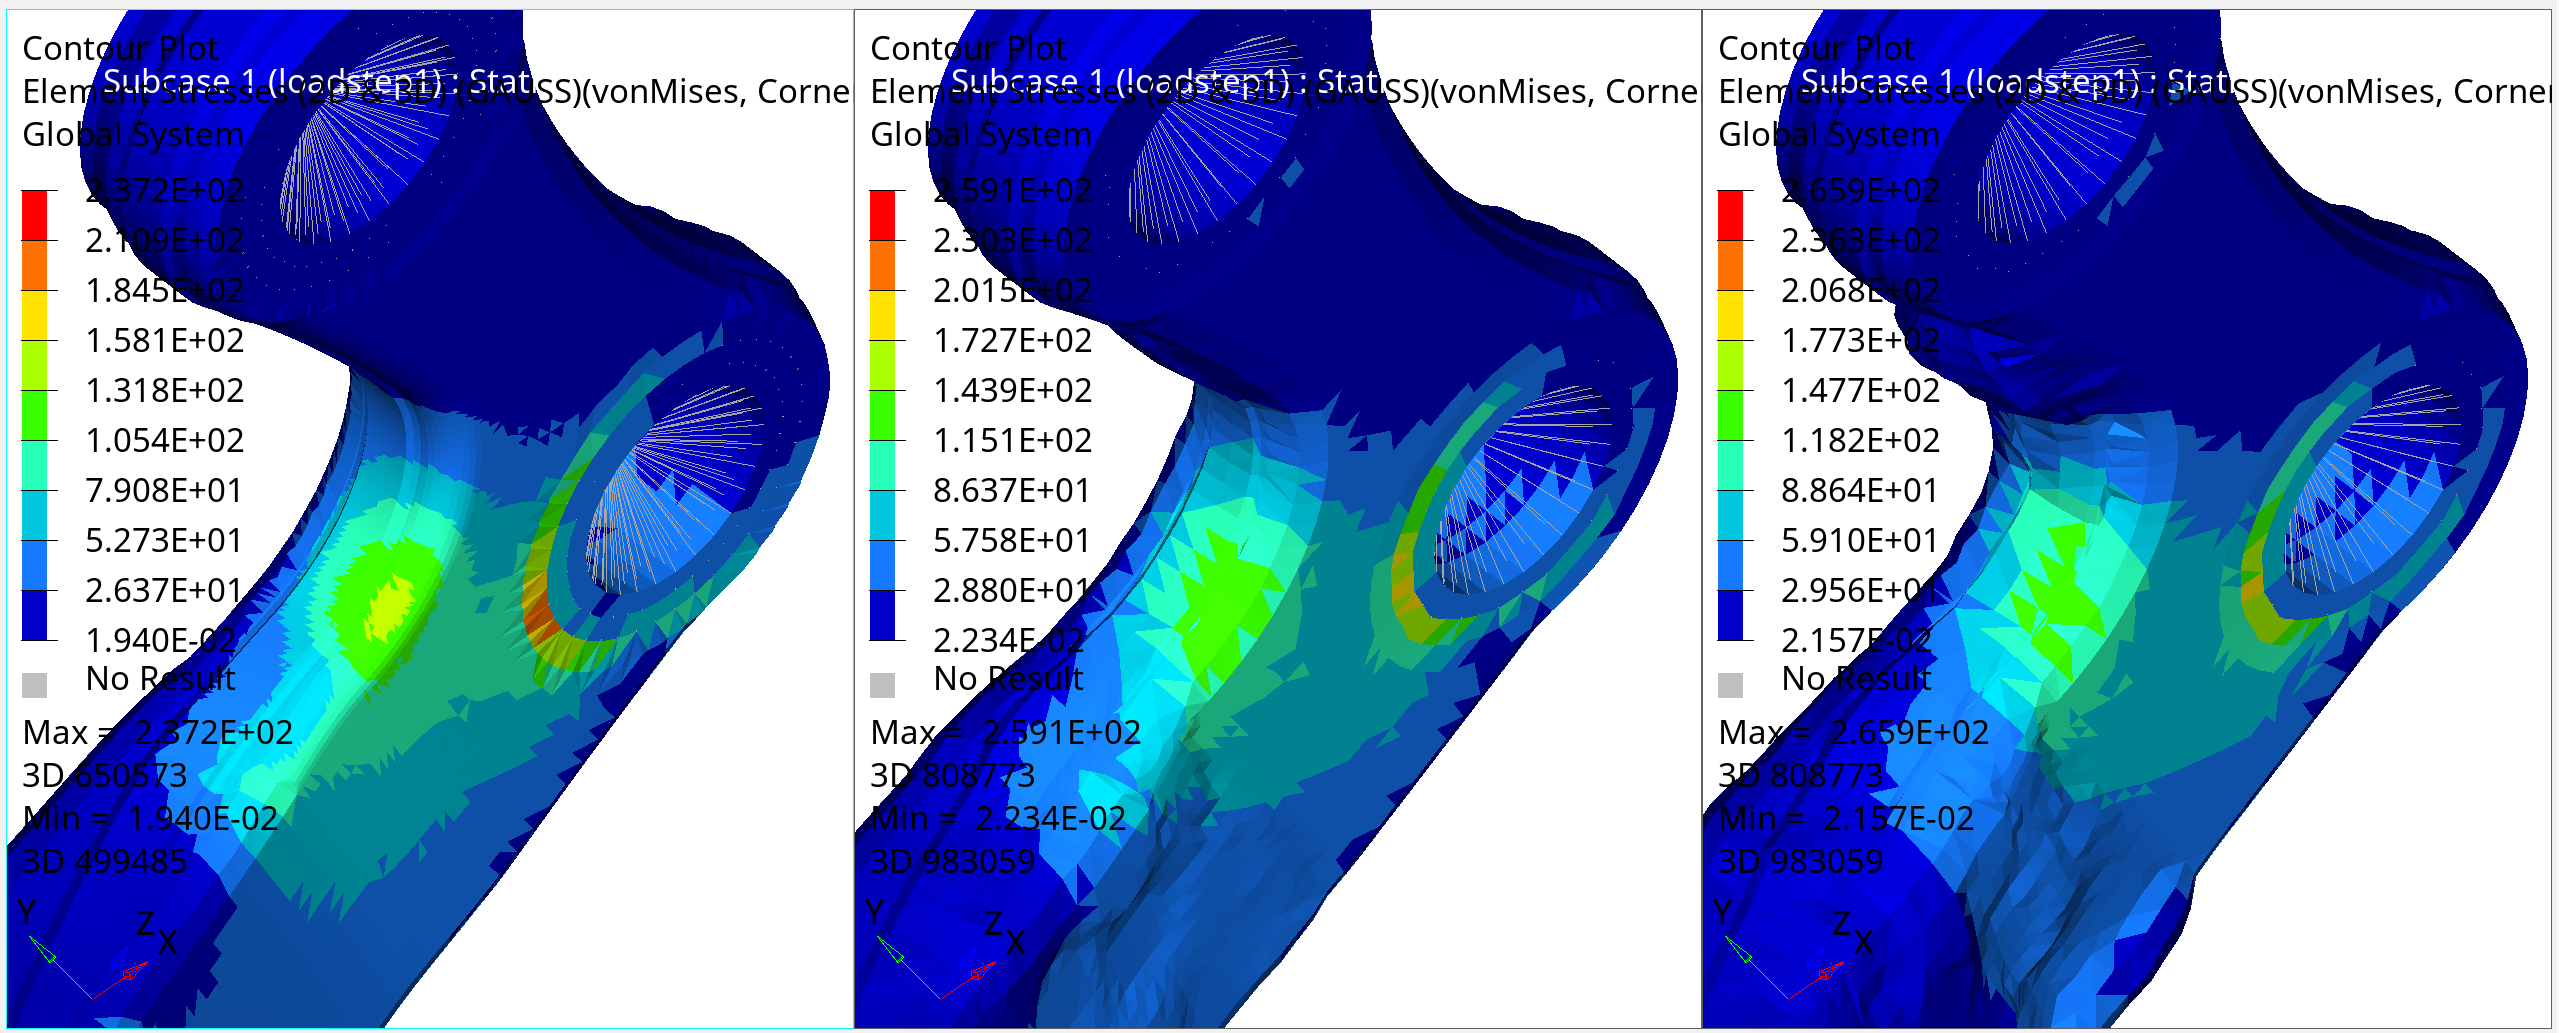 Contour Plot
Subcase 1 (loadstep1) : Stat
Element Stresses (2D & 3D) (GAUSS)(vonMises, Corne
Global System
2.372E+02
2.109E+02
1.845E+02
1.581E+02
1.318E+02
1.054E+02
7.908E+01
5.273E+01
2.637E+01
1.940E-02
No Result
Max = 2.372E+02
3D 650573
Min = 1.940E-02
3D 499485
Y
Z
X
Contour Plot
Subcase 1 (loadstep1) : Stat
Element Stresses (2D & 3D) (GAUSS)(vonMises, Corne
Global System
2.591E+02
2.303E+02
2.015E+02
1.727E+02
1.439E+02
1.151E+02
8.637E+01
5.758E+01
2.880E+01
2.234E-02
No Result
Max = 2.591E+02
3D 808773
Min = 2.234E-02
3D 983059
Y
Z
X
Contour Plot
Subcase 1 (loadstep1) : Stat
Element Stresses (2D & 3D) (GAUSS)(vonMises, Corner
Global System
2.659E+02
2.363E+02
2.068E+02
1.773E+02
1.477E+02
1.182E+02
8.864E+01
5.910E+01
2.956E+01
2.157E-02
No Result
Max = 2.659E+02
3D 808773
Min = 2.157E-02
3D 983059
Y
Z
X